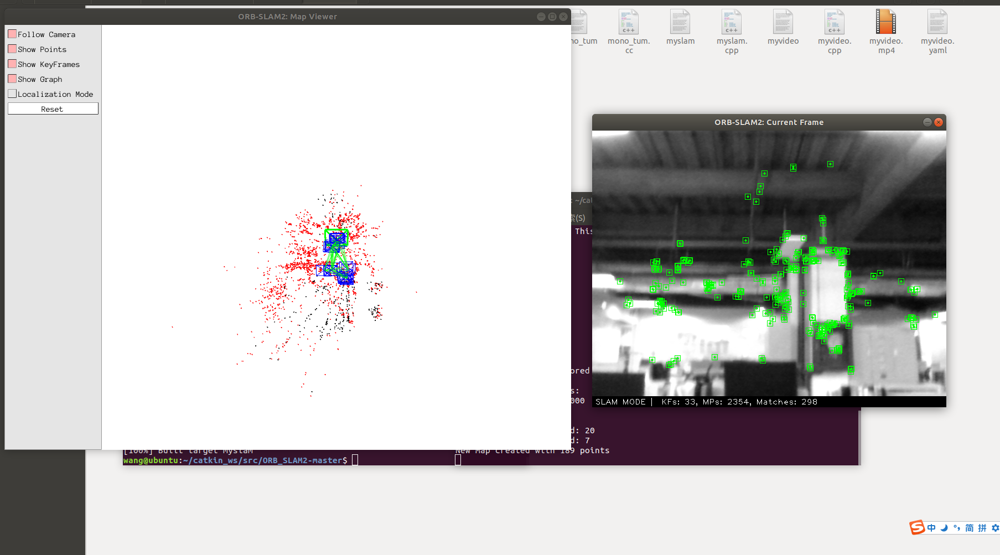 ORB-SLAM2: Map Viewer
Follow Camera
Show Points
Show KeyFrames
Show Graph
Localization Mode
Reset
no_tum
mono_tum.
cc
myslam
myslam.
cpp
myvideo
myvideo.
cpp
myvideo.
mp4
myvideo.
yaml
c++
c++
c++
ORB-SLAM2: Current Frame
SLAM MODE | KFs: 33, MPs: 2354, Matches: 298
: ~/cat
索(S)
This
ored
s:
000
d: 20
d: 7
[100%] Built target MySlam
New Map created with 189 points
wang@ubuntu:~/catkin_ws/src/ORB_SLAM2-master$
S 中 简 拼